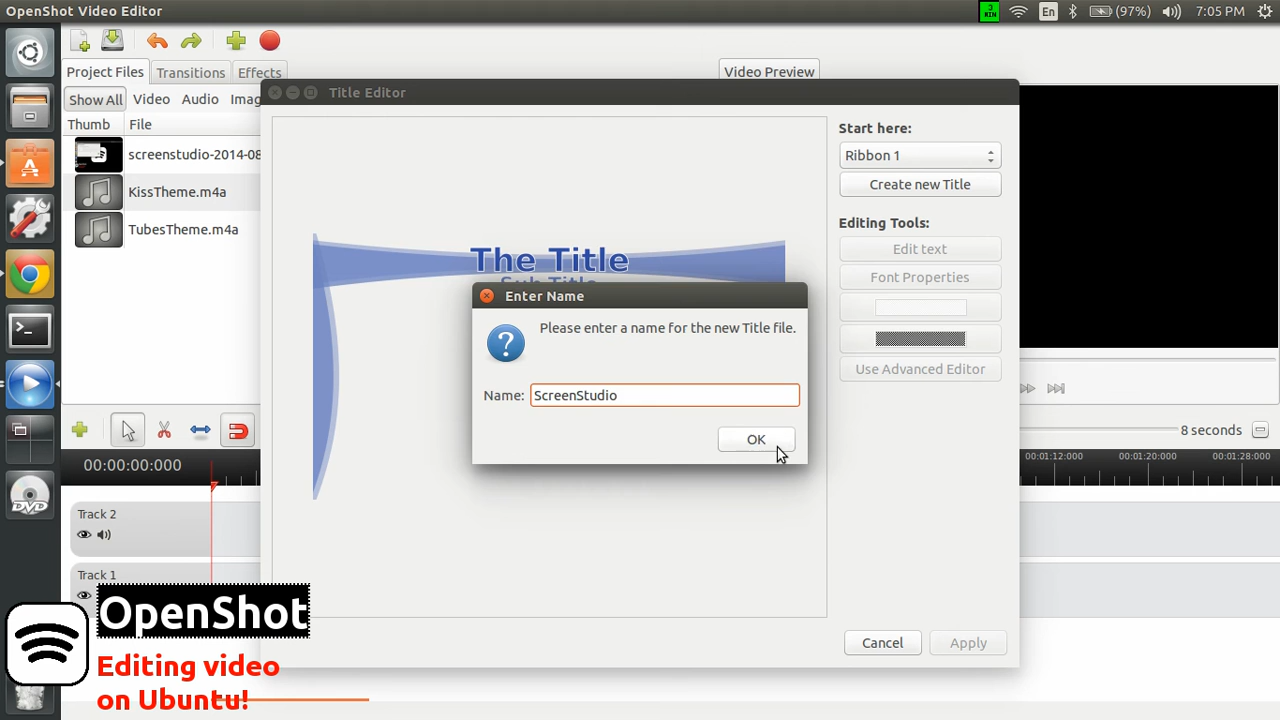 OpenShot Video Editor
En
(97%)
7:05 PM
Project Files
Transitions
Effects
Video Preview
Show All
Video
Audio
Imag
Thumb
File
screenstudio-2014-08
KissTheme.m4a
TubesTheme.m4a
Title Editor
Start here:
Ribbon 1
Create new Title
Editing Tools:
Edit text
Font Properties
Use Advanced Editor
The Title
Sub Title
Enter Name
Please enter a name for the new Title file.
Name:
ScreenStudio
OK
8 seconds
00:00:00:000
00:01:12:000
00:01:20:000
00:01:28:000
Track 2
Track 1
Cancel
Apply
OpenShot
Editing video
on Ubuntu!